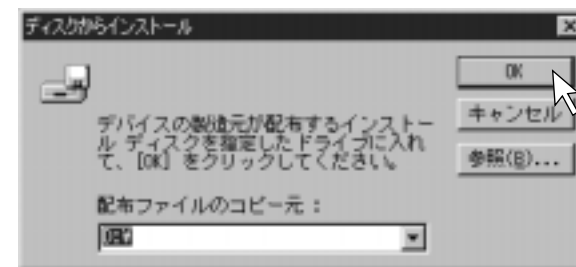 ディスクからインストール
OK
デバイスの製造元が配布するインストー
ル ディスクを指定したドライブに入れ
て、[OK] をクリックしてください。
キャンセル
参照(B)...
配布ファイルのコピー元 :